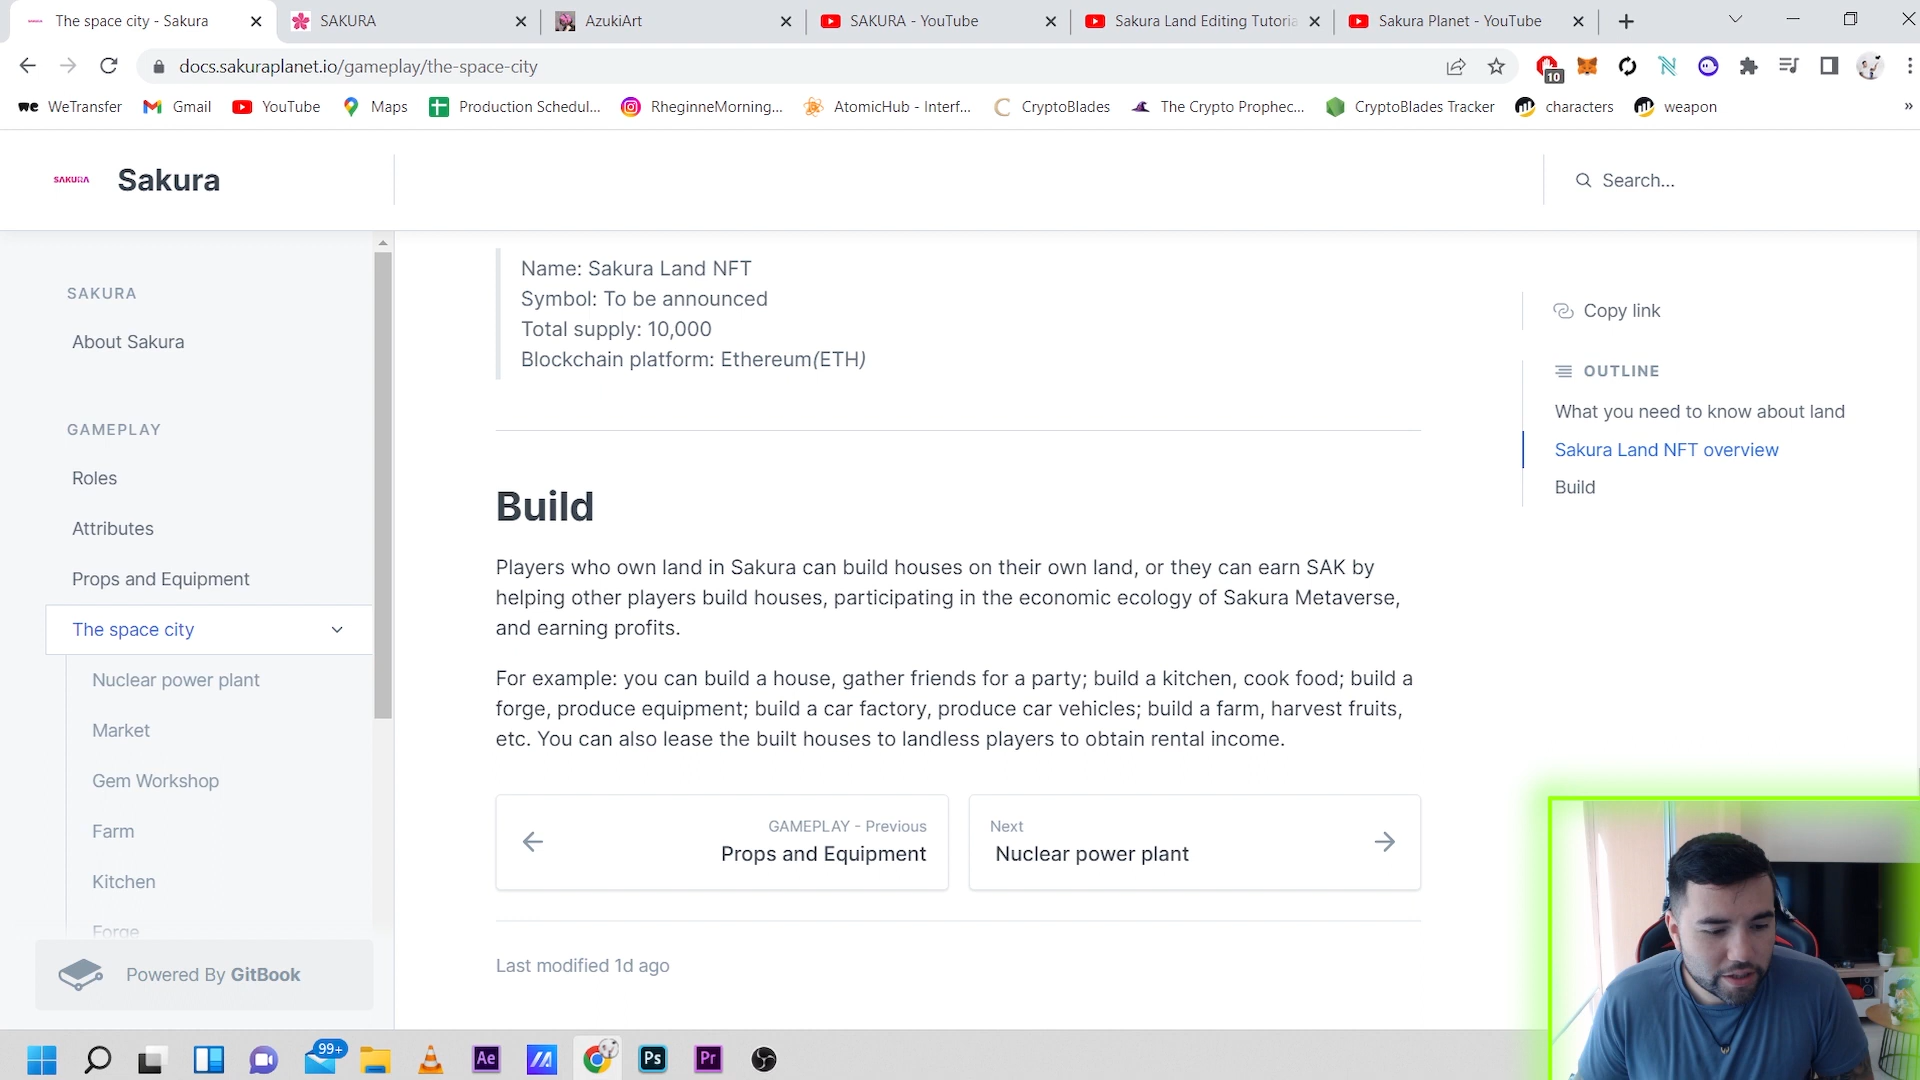 The space city - Sakura
SAKURA
AzukiArt
SAKURA - YouTube
Sakura Land Editing Tutoria
Sakura Planet - YouTube
docs.sakuraplanet.io/gameplay/the-space-city
10
we WeTransfer
Gmail
YouTube
Maps
Production Schedul...
RheginneMorning...
AtomicHub - Interf...
CryptoBlades
The Crypto Prophec...
CryptoBlades Tracker
characters
weapon
»
SAKURA
Sakura
Search...
SAKURA
About Sakura
GAMEPLAY
Roles
Attributes
Props and Equipment
The space city
Nuclear power plant
Market
Gem Workshop
Farm
Kitchen
Forge
Powered By GitBook
Name: Sakura Land NFT
Symbol: To be announced
Total supply: 10,000
Blockchain platform: Ethereum(ETH)
Build
Players who own land in Sakura can build houses on their own land, or they can earn SAK by
helping other players build houses, participating in the economic ecology of Sakura Metaverse,
and earning profits.
For example: you can build a house, gather friends for a party; build a kitchen, cook food; build a
forge, produce equipment; build a car factory, produce car vehicles; build a farm, harvest fruits,
etc. You can also lease the built houses to landless players to obtain rental income.
GAMEPLAY - Previous
Props and Equipment
Next
Nuclear power plant
Last modified 1d ago
Copy link
OUTLINE
What you need to know about land
Sakura Land NFT overview
Build
99+
Ae
Ps
Pr